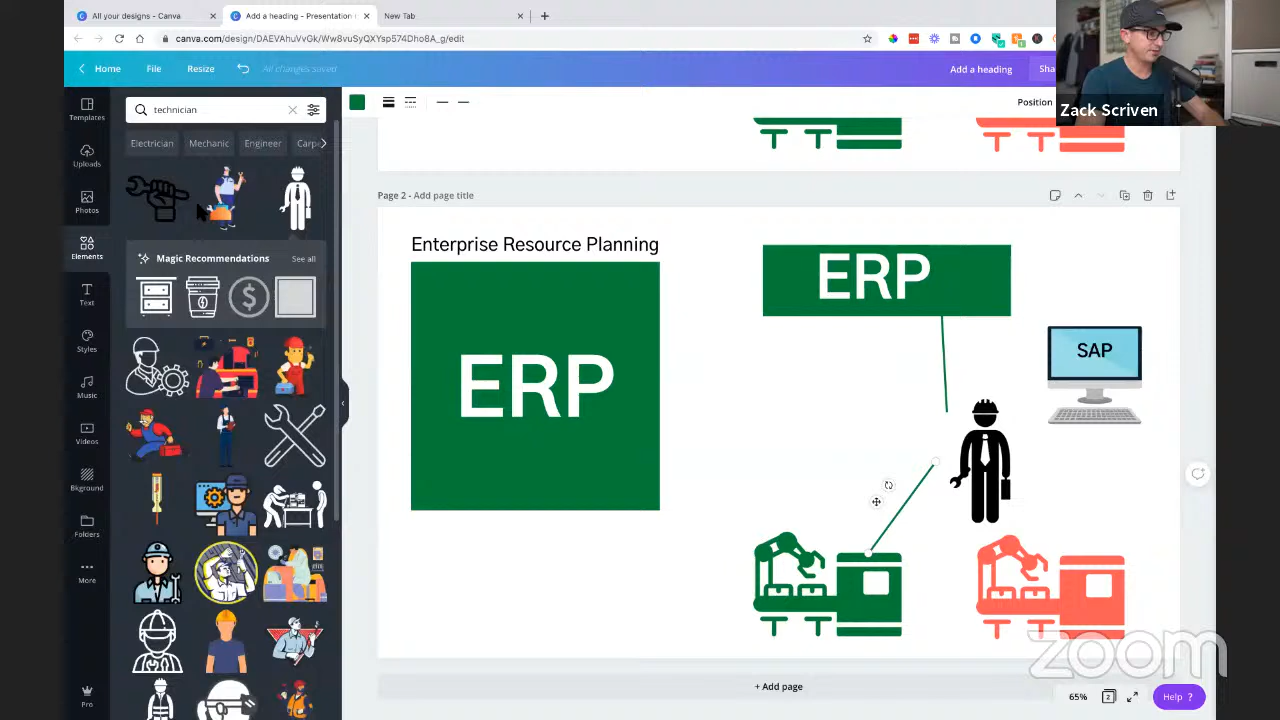 All your designs - Canva
Add a heading - Presentation
New Tab
canva.com/design/DAEVAhuVvGk/Ww8vuSyQXYsp574Dho8A_g/edit
Home
File
Resize
All changes saved
Add a heading
Sha
Zack Scriven
Templates
Uploads
Photos
Elements
Text
Styles
Music
Videos
Bkground
Folders
More
Pro
technician
Electrician
Mechanic
Engineer
Carpe
Magic Recommendations
See all
Position
Page 2 - Add page title
Enterprise Resource Planning
ERP
ERP
SAP
+ Add page
65%
2
Help ?
zoom